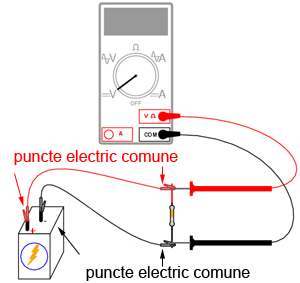 Ω
V V A
V A
OFF
V Ω
A COM
puncte electric comune
+ -
puncte electric comune